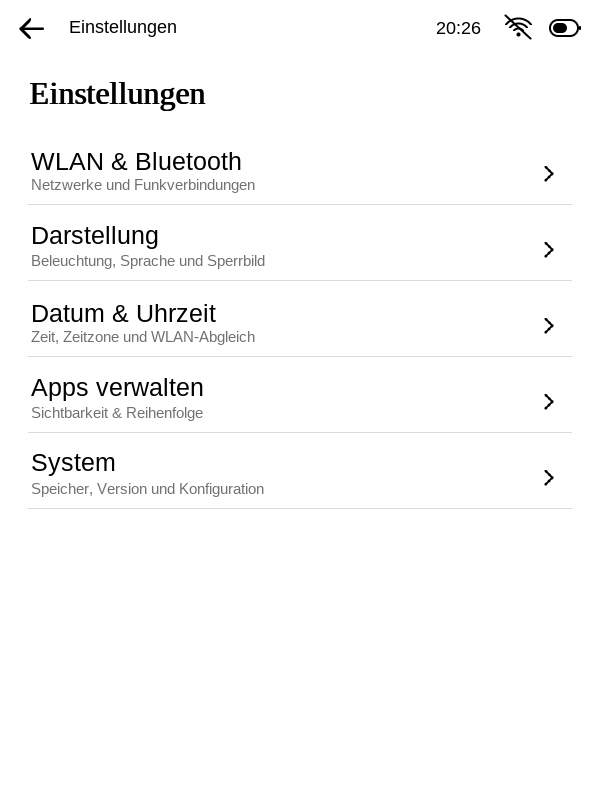 Einstellungen
20:26
Einstellungen
WLAN & Bluetooth
Netzwerke und Funkverbindungen
Darstellung
Beleuchtung, Sprache und Sperrbild
Datum & Uhrzeit
Zeit, Zeitzone und WLAN-Abgleich
Apps verwalten
Sichtbarkeit & Reihenfolge
System
Speicher, Version und Konfiguration